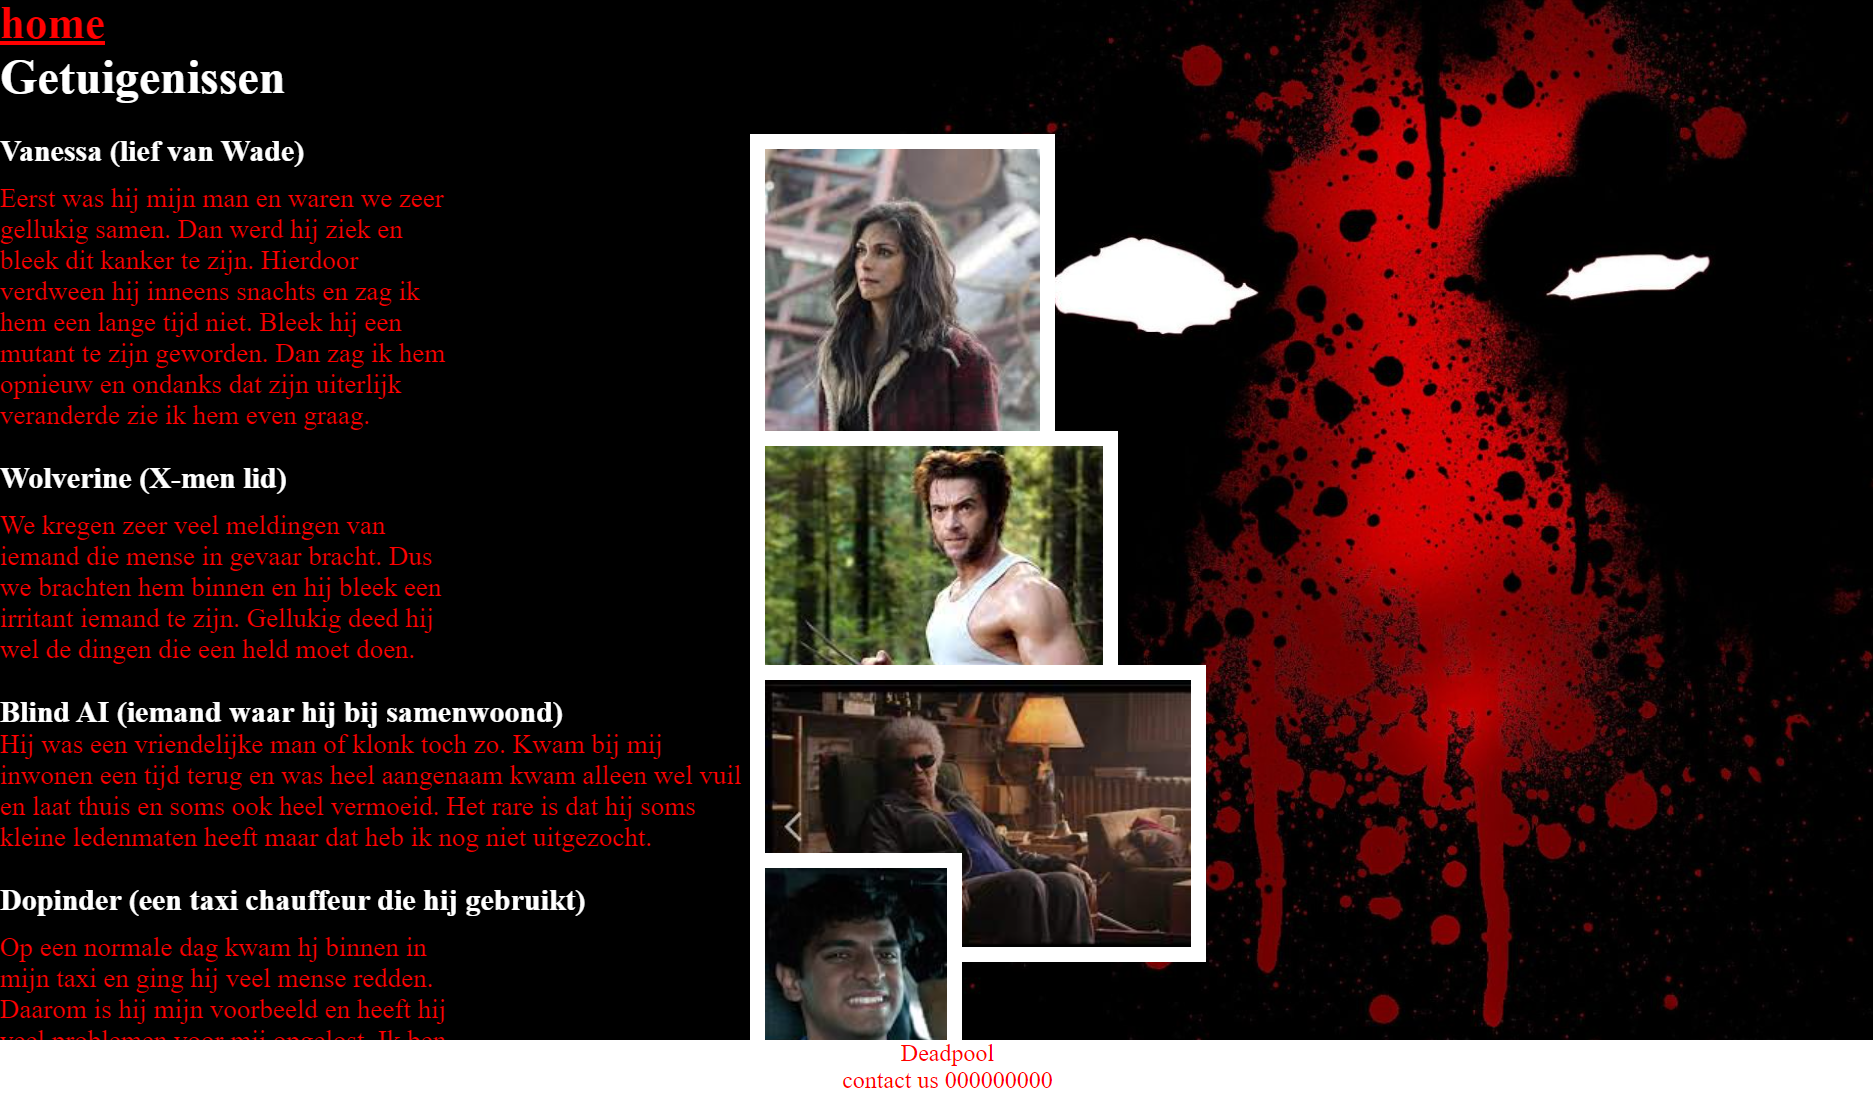 home
Getuigenissen
Vanessa (lief van Wade)
Eerst was hij mijn man en waren we zeer
gellukig samen. Dan werd hij ziek en
bleek dit kanker te zijn. Hierdoor
verdween hij inneens snachts en zag ik
hem een lange tijd niet. Bleek hij een
mutant te zijn geworden. Dan zag ik hem
opnieuw en ondanks dat zijn uiterlijk
veranderde zie ik hem even graag.
Wolverine (X-men lid)
We kregen zeer veel meldingen van
iemand die mense in gevaar bracht. Dus
we brachten hem binnen en hij bleek een
irritant iemand te zijn. Gellukig deed hij
wel de dingen die een held moet doen.
Blind AI (iemand waar hij bij samenwoond)
Hij was een vriendelijke man of klonk toch zo. Kwam bij mij
inwonen een tijd terug en was heel aangenaam kwam alleen wel vuil
en laat thuis en soms ook heel vermoeid. Het rare is dat hij soms
kleine ledenmaten heeft maar dat heb ik nog niet uitgezocht.
Dopinder (een taxi chauffeur die hij gebruikt)
Op een normale dag kwam hj binnen in
mijn taxi en ging hij veel mense redden.
Daarom is hij mijn voorbeeld en heeft hij
veel problemen voor mij opgelost. Ik ben
Deadpool
contact us 000000000